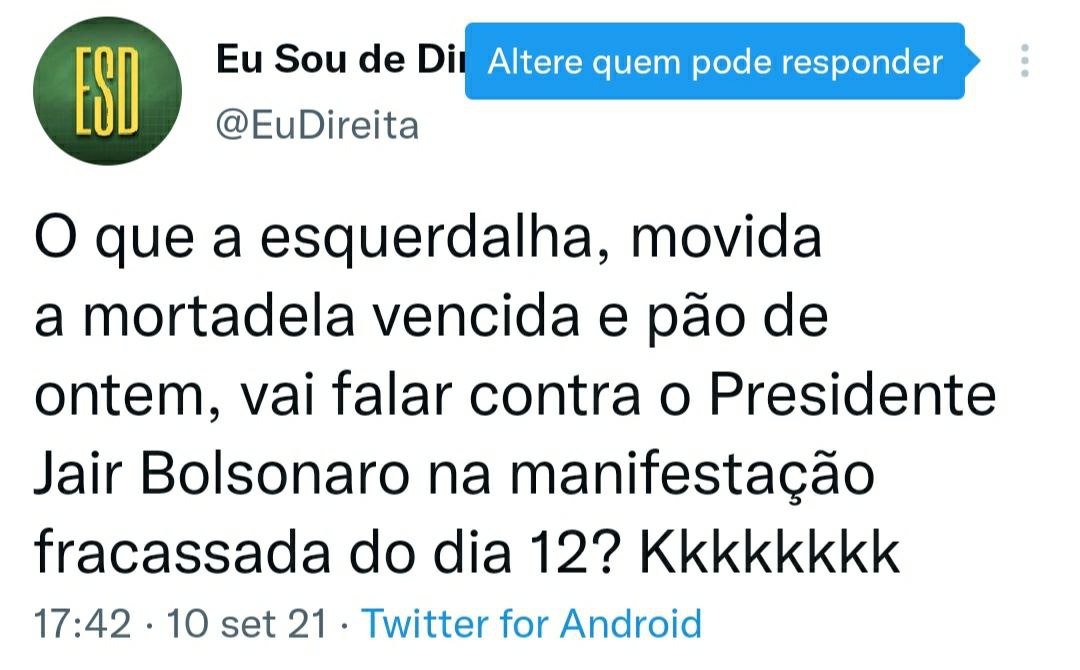 ESD
Eu Sou de
Altere quem pode responder
@EuDireita
O que a esquerdalha, movida
a mortadela vencida e pão de
ontem, vai falar contra o Presidente
Jair Bolsonaro na manifestação
fracassada do dia 12? Kkkkkkkk
17:42 · 10 set 21 · Twitter for Android